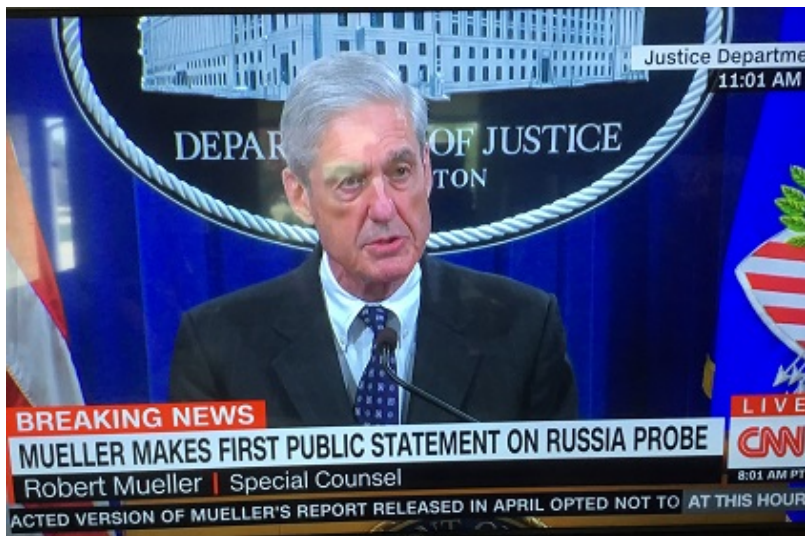 Justice Departme
11:01 AM
DEPAR OF JUSTICE
TON
BREAKING NEWS
MUELLER MAKES FIRST PUBLIC STATEMENT ON RUSSIA PROBE
Robert Mueller | Special Counsel
LIVE
CNN
8:01 AM PT
ACTED VERSION OF MUELLER'S REPORT RELEASED IN APRIL OPTED NOT TO AT THIS HOUR